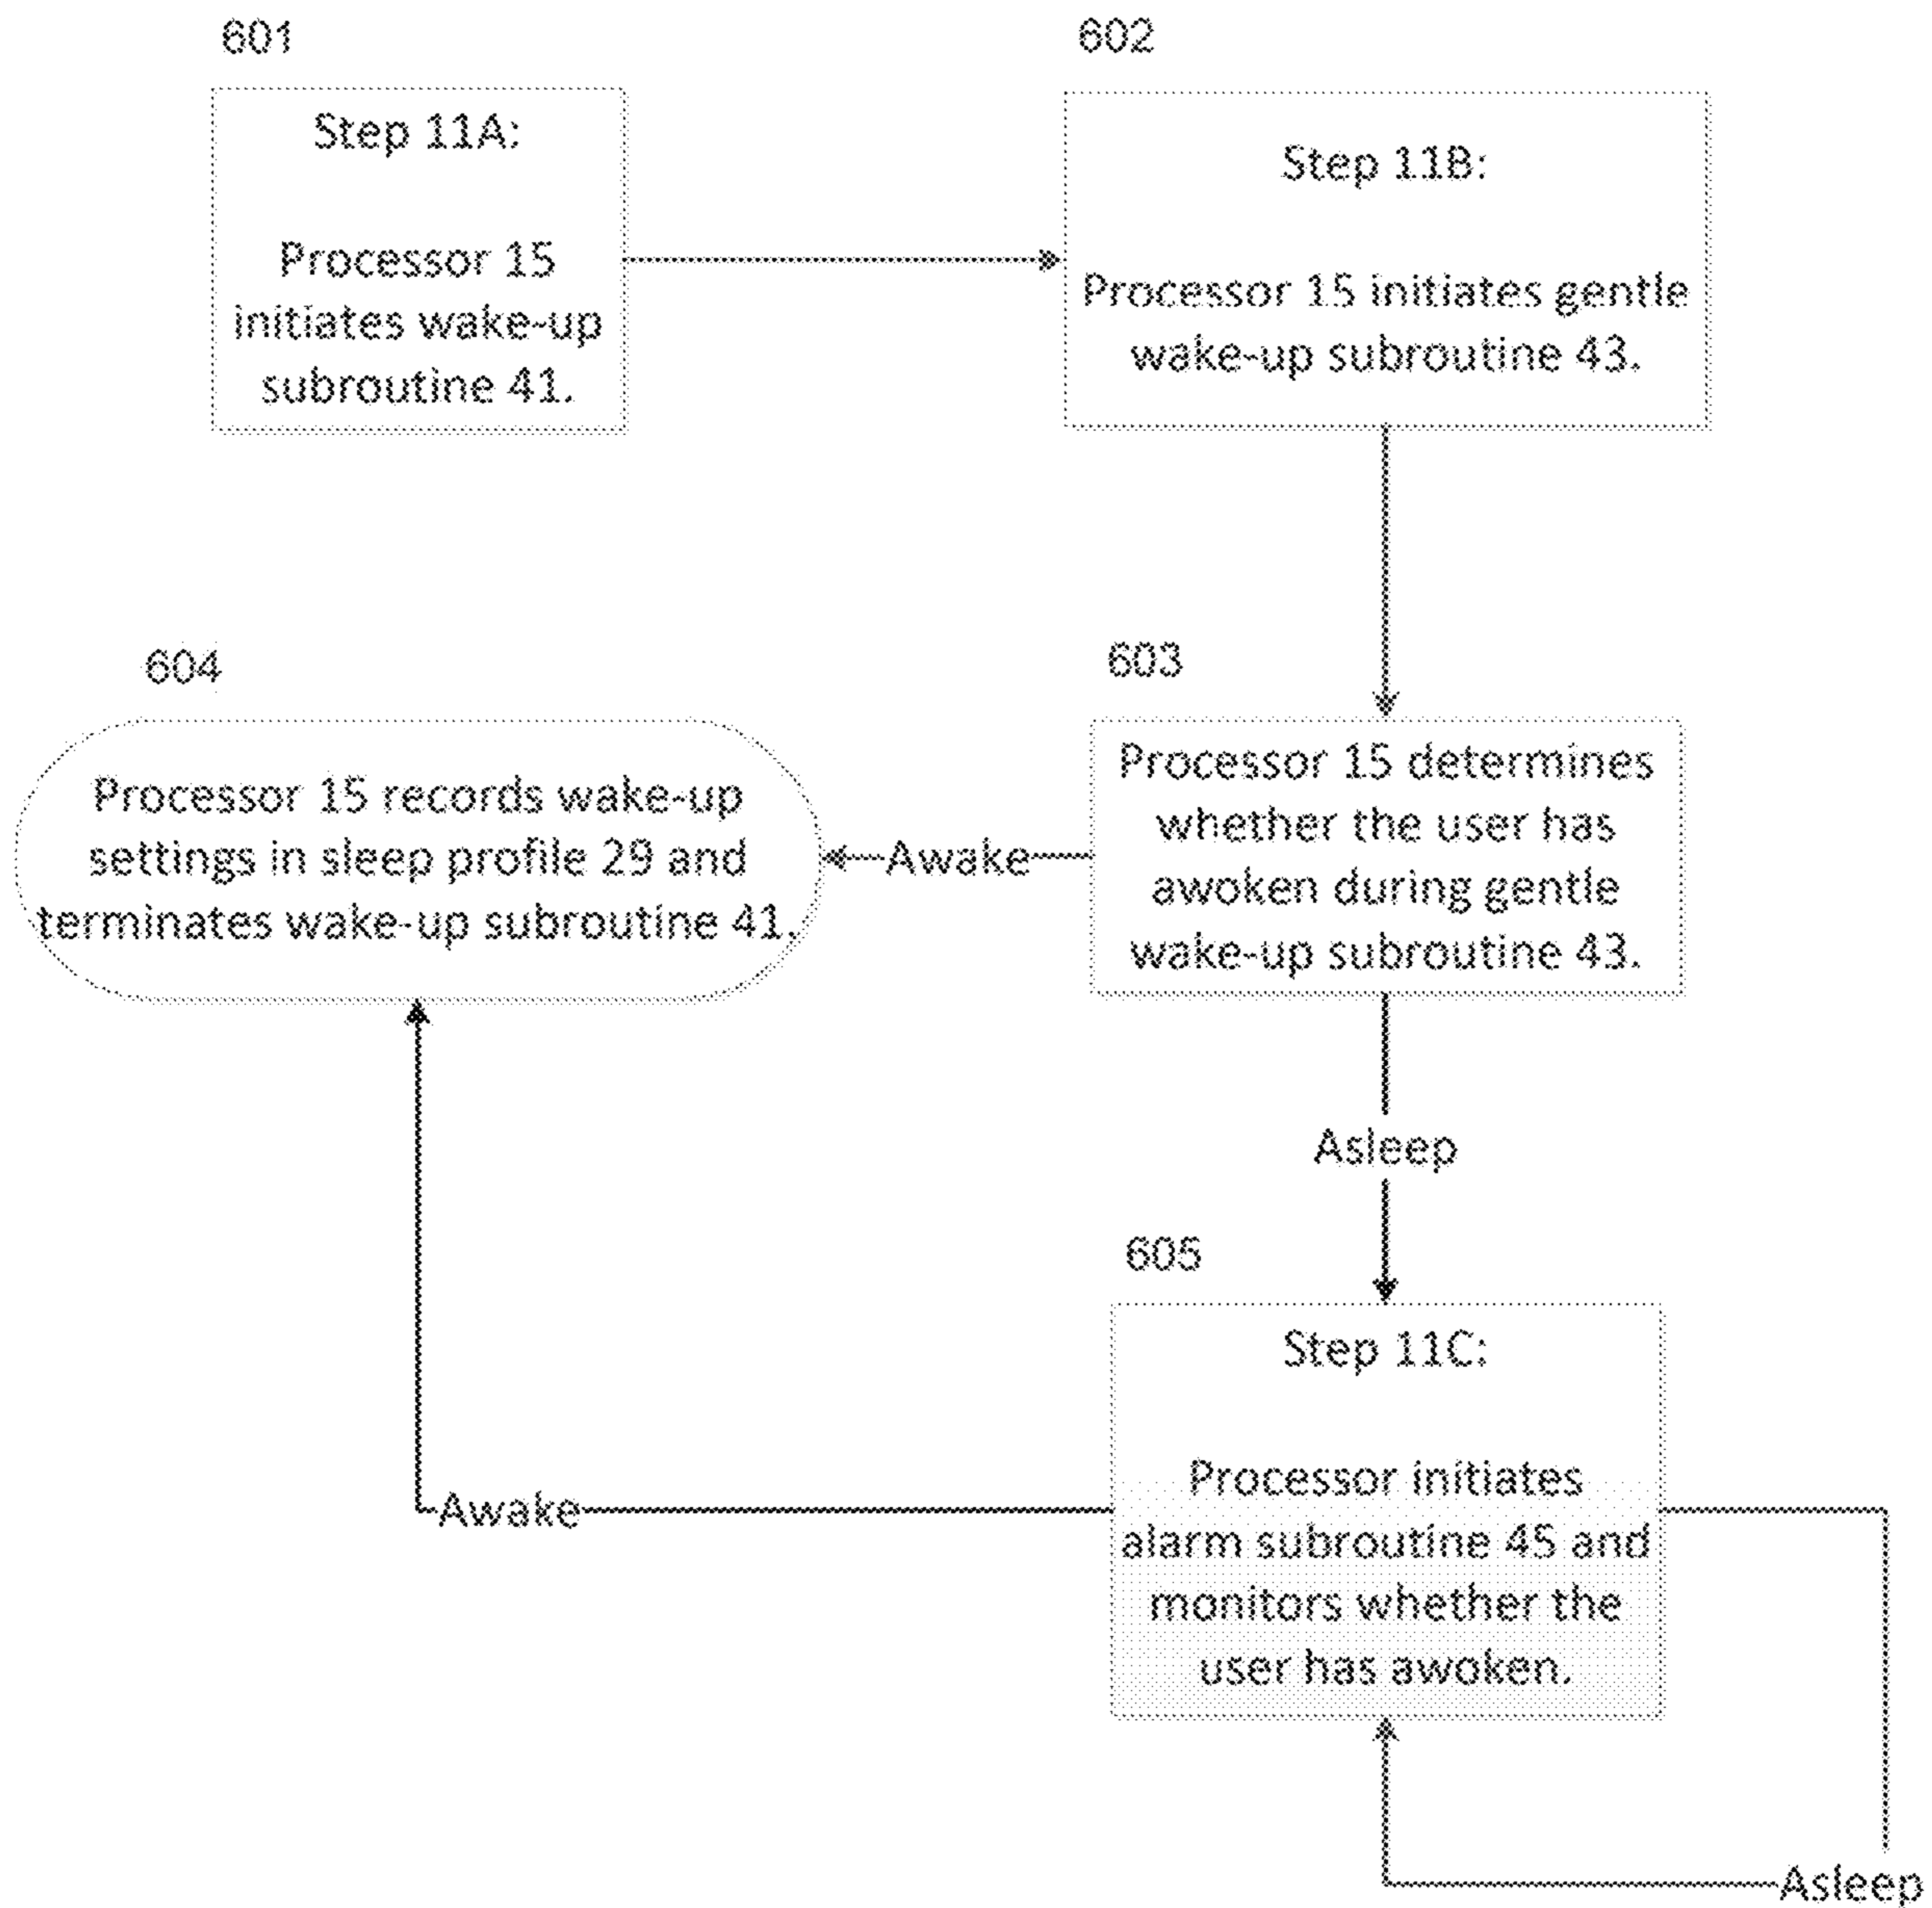 601
Step 11A:
Processor 15
initiates wake-up
subroutine 41.
602
Step 11B:
Processor 15 initiates gentle
wake-up subroutine 43.
603
Processor 15 determines
whether the user has
awoken during gentle
wake-up subroutine 43.
Awake
604
Processor 15 records wake-up
settings in sleep profile 29 and
terminates wake-up subroutine 41.
Asleep
605
Step 11C:
Processor initiates
alarm subroutine 45 and
monitors whether the
user has awoken.
Awake
Asleep